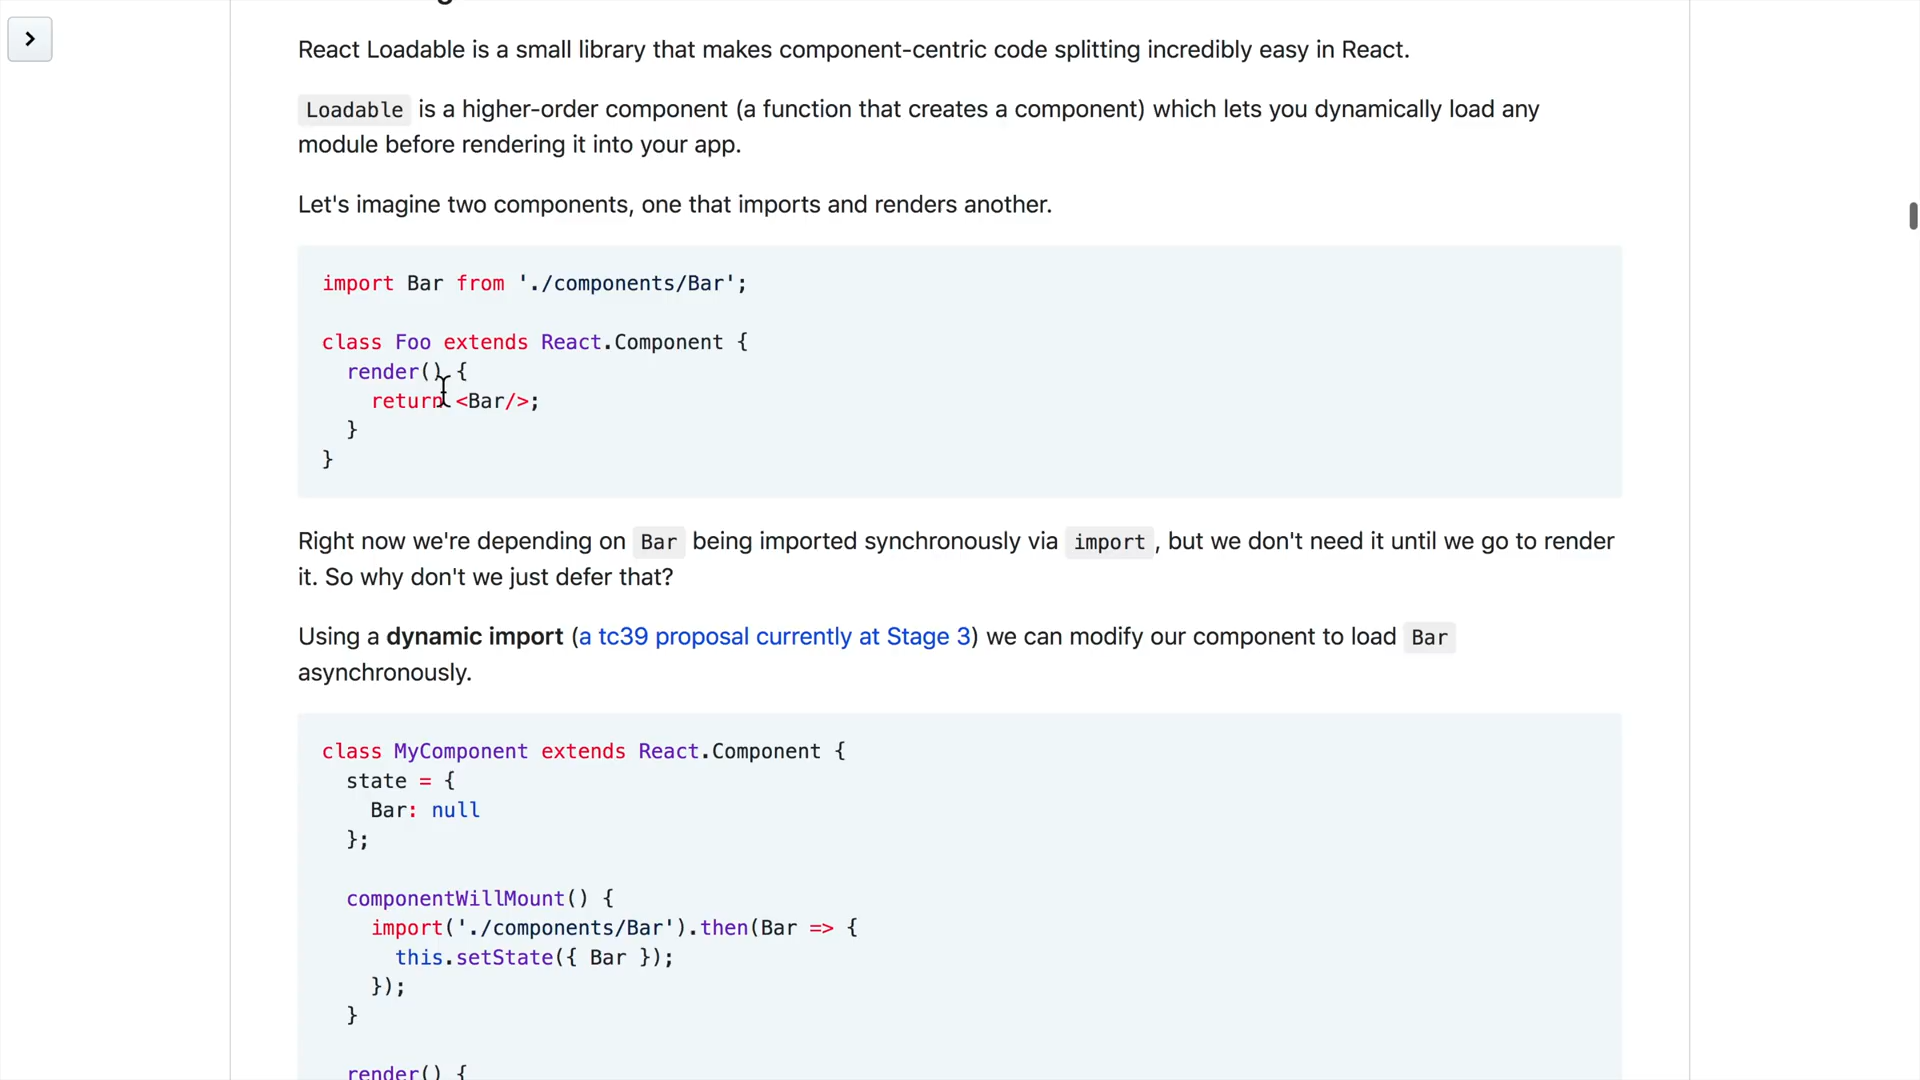 React Loadable is a small library that makes component-centric code splitting incredibly easy in React.
Loadable is a higher-order component (a function that creates a component) which lets you dynamically load any
module before rendering it into your app.
Let's imagine two components, one that imports and renders another.
import Bar from './components/Bar';
class Foo extends React.Component {
  render() {
    return <Bar/>;
  }
}
Right now we're depending on Bar being imported synchronously via import, but we don't need it until we go to render
it. So why don't we just defer that?
Using a dynamic import (a tc39 proposal currently at Stage 3) we can modify our component to load Bar
asynchronously.
class MyComponent extends React.Component {
  state = {
    Bar: null
  };
  componentWillMount() {
    import('./components/Bar').then(Bar => {
      this.setState({ Bar });
    });
  }
  render() {